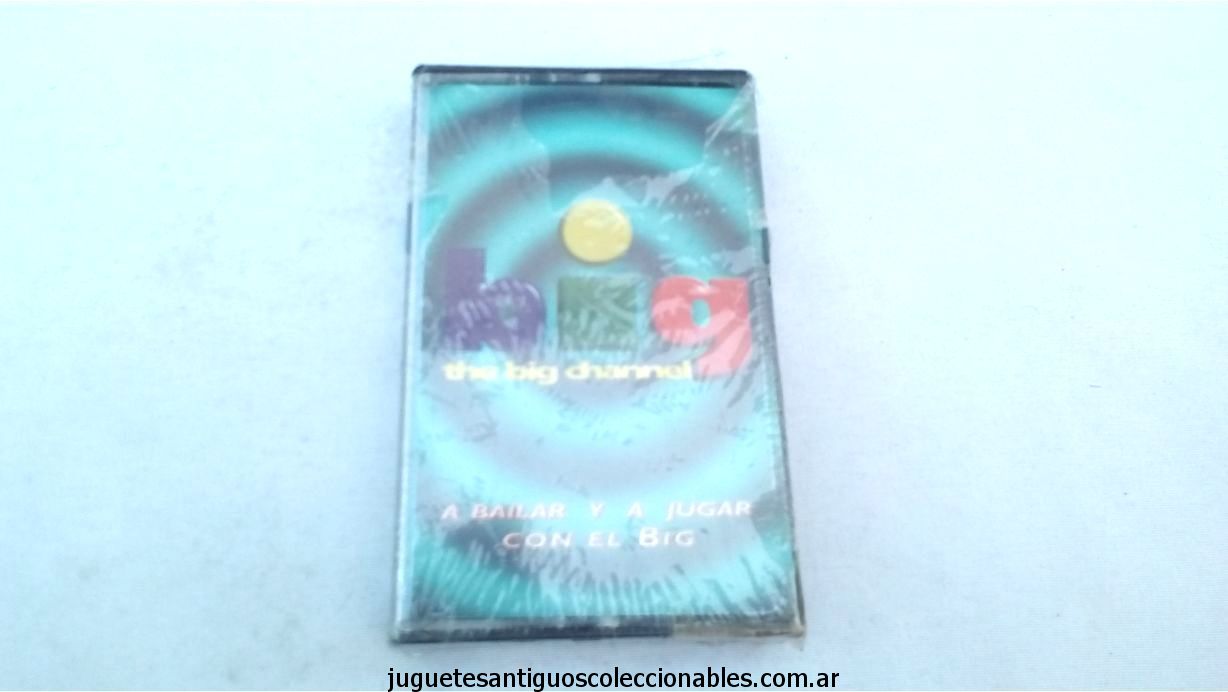 big
the big channel
A BAILAR Y A JUGAR
CON EL BIG
juguetesantiguoscoleccionables.com.ar